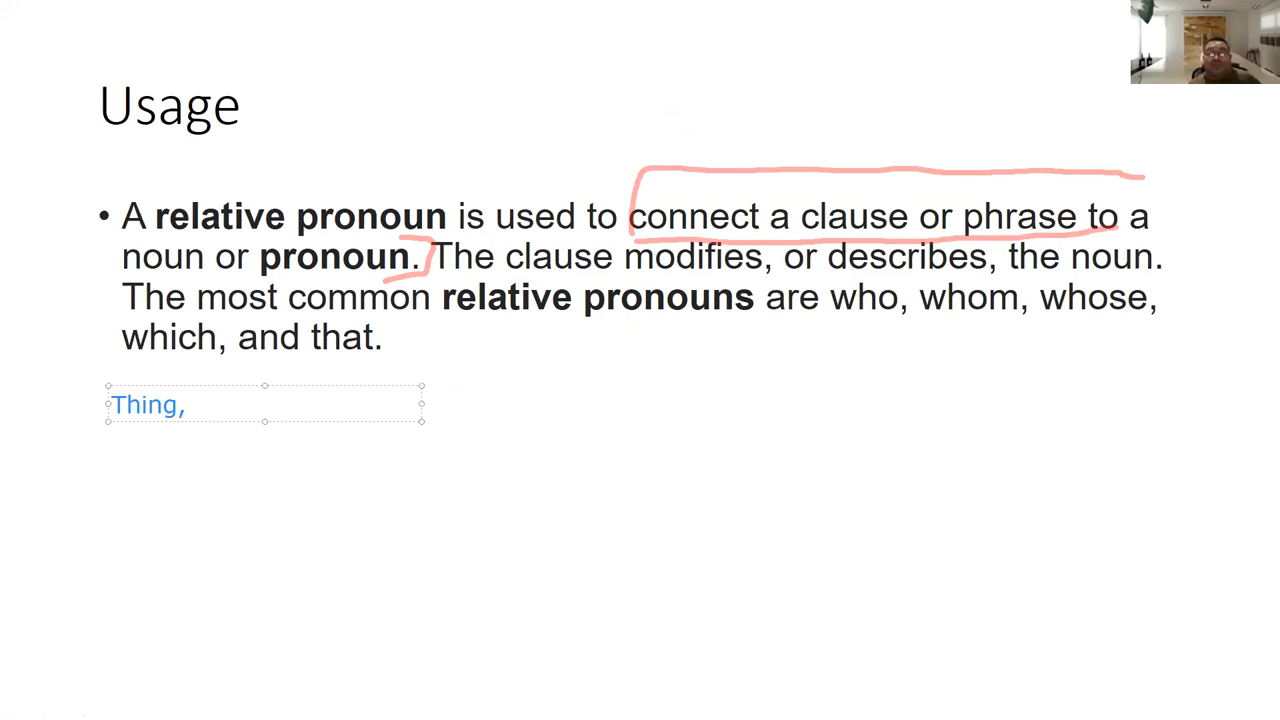 Usage
• A relative pronoun is used to connect a clause or phrase to a
noun or pronoun. The clause modifies, or describes, the noun.
The most common relative pronouns are who, whom, whose,
which, and that.
Thing,